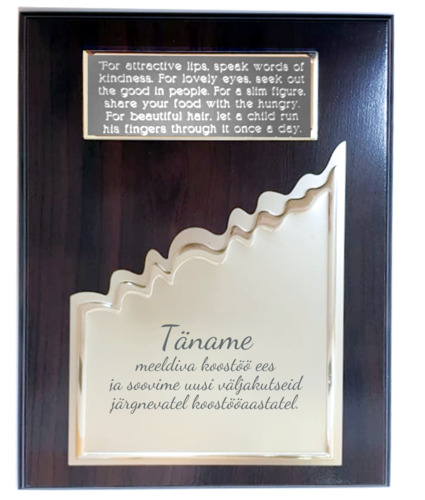 "For attractive lips, speak words of
kindness. For lovely eyes, seek out
the good in people. For a slim figure,
share your food with the hungry.
For beautiful hair, let a child run
his fingers through it once a day.
Täname
meeldiva koostöö ees
ja soovime uusi väljakutseid
järgnevatel koostööaastatel.